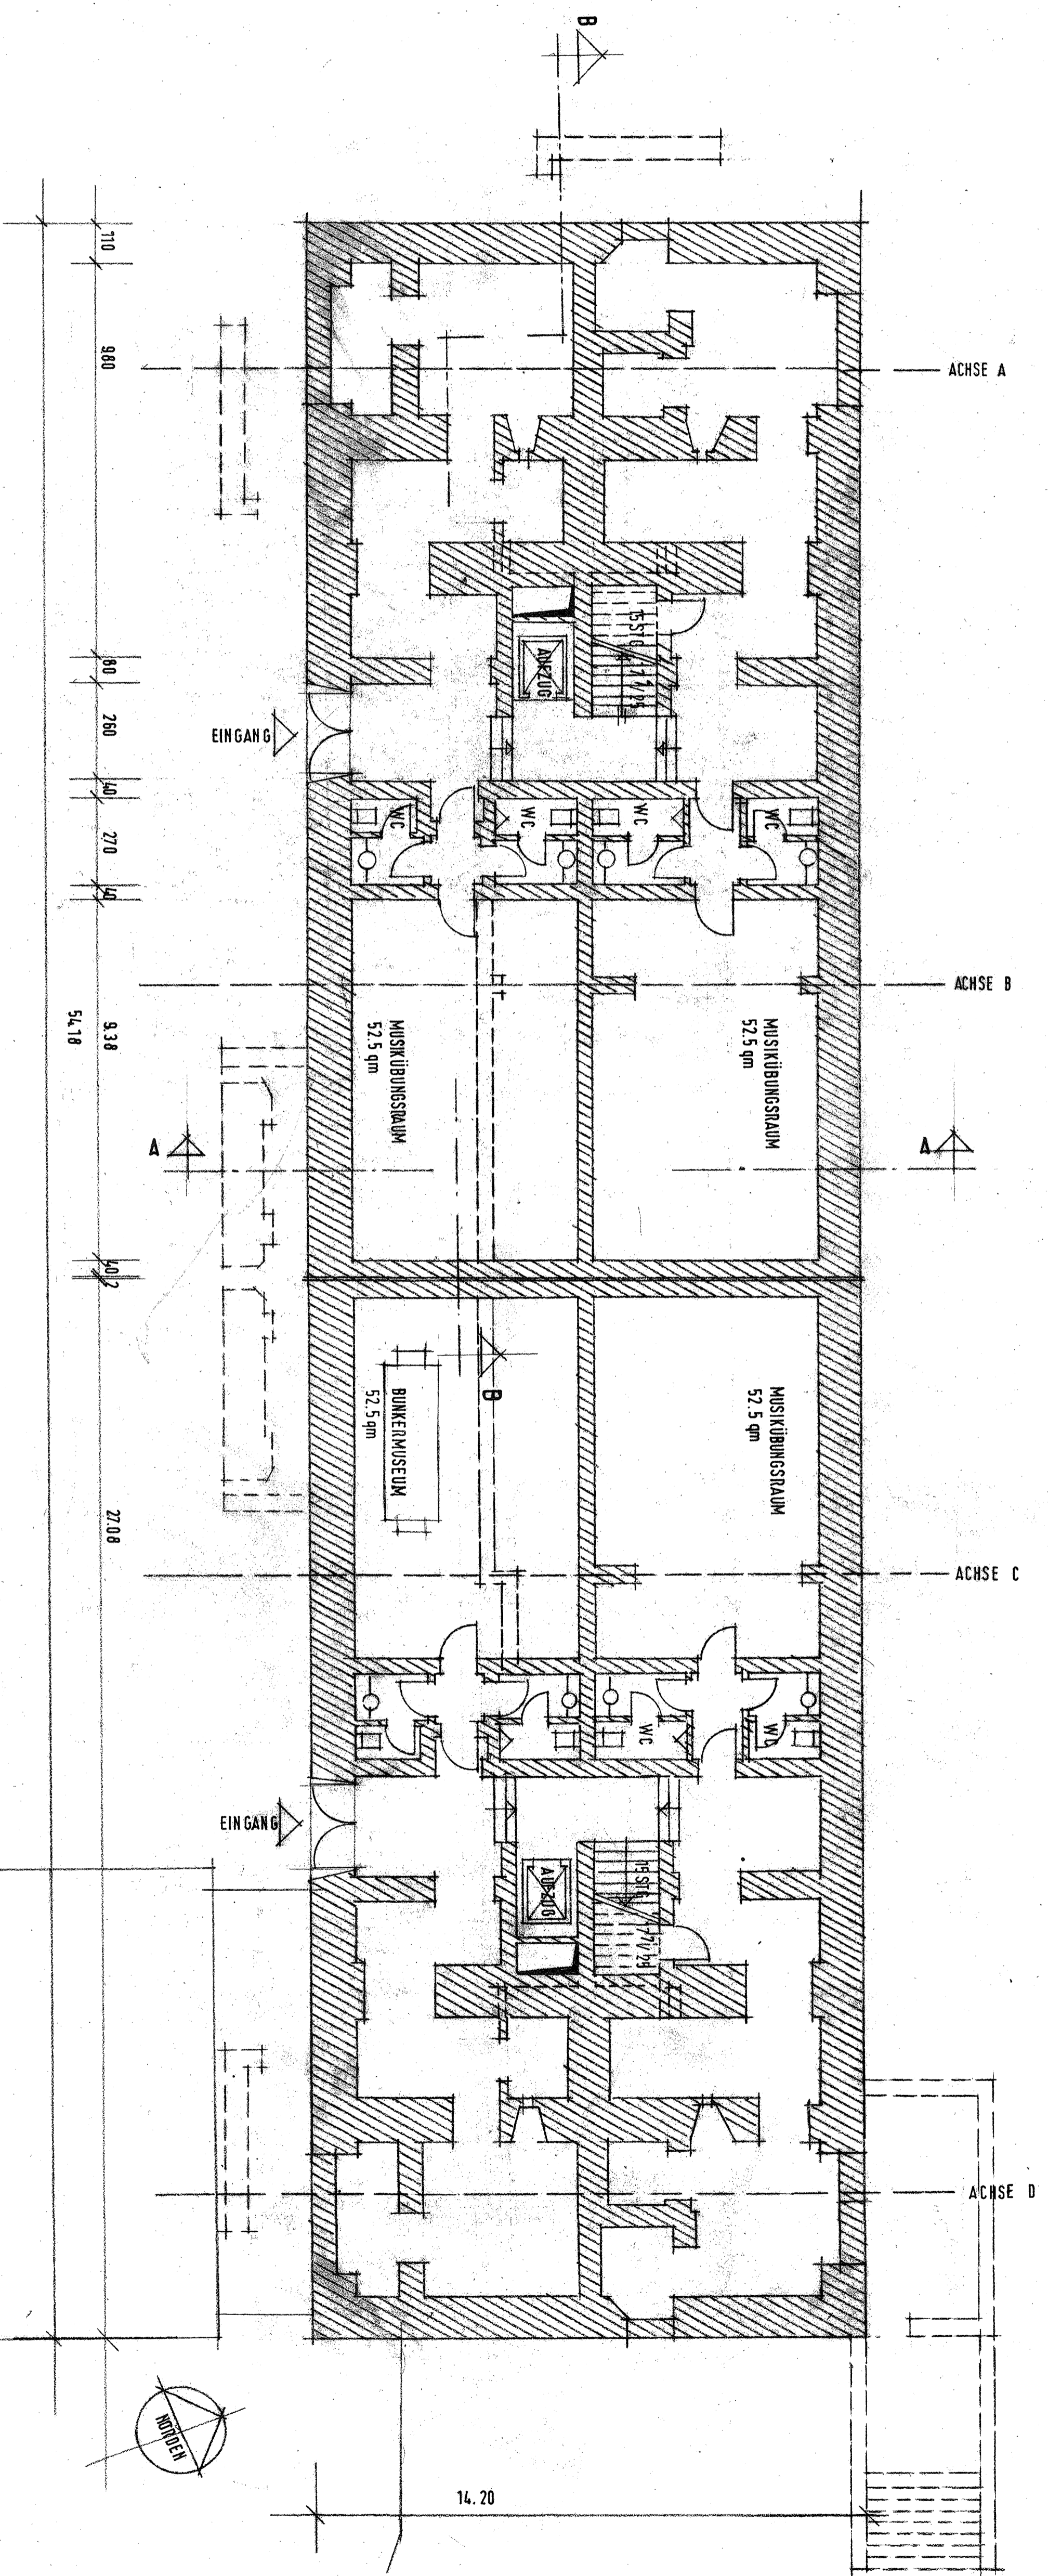 B
110
980
ACHSE A
15 STG
AUFZUG
80
260
EINGANG
40
WC
WC
WC
WC
270
40
ACHSE B
9.38
54.18
MUSIKÜBUNGSRAUM
52.5 qm
MUSIKÜBUNGSRAUM
52.5 qm
A
A
40
2
B
BUNKERMUSEUM
52.5 qm
MUSIKÜBUNGSRAUM
52.5 qm
27.08
ACHSE C
WC
WC
EINGANG
AUFZUG
15 STG
ACHSE D
NORDEN
14.20